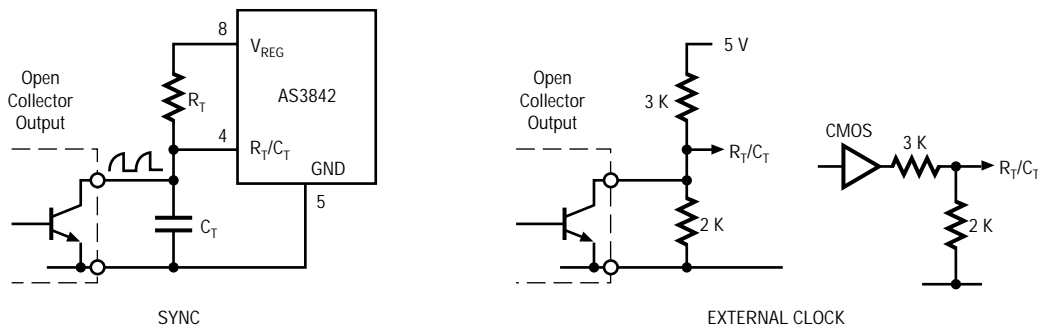 8
V_REG
Open
Collector
Output
R_T
AS3842
4
R_T/C_T
GND
5
C_T
SYNC
5 V
Open
Collector
Output
3 K
R_T/C_T
2 K
CMOS
3 K
R_T/C_T
2 K
EXTERNAL CLOCK